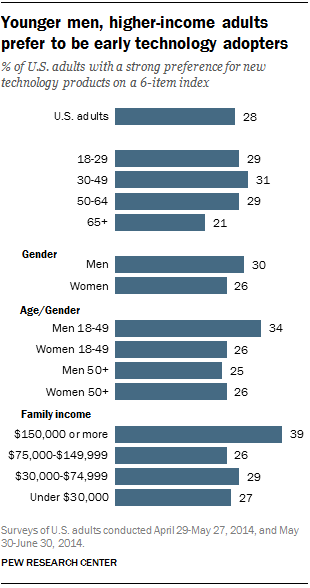 Younger men, higher-income adults
prefer to be early technology adopters
% of U.S. adults with a strong preference for new
technology products on a 6-item index
U.S. adults 28
18-29 29
30-49 31
50-64 29
65+ 21
Gender
Men 30
Women 26
Age/Gender
Men 18-49 34
Women 18-49 26
Men 50+ 25
Women 50+ 26
Family income
$150,000 or more 39
$75,000-$149,999 26
$30,000-$74,999 29
Under $30,000 27
Surveys of U.S. adults conducted April 29-May 27, 2014, and May
30-June 30, 2014.
PEW RESEARCH CENTER